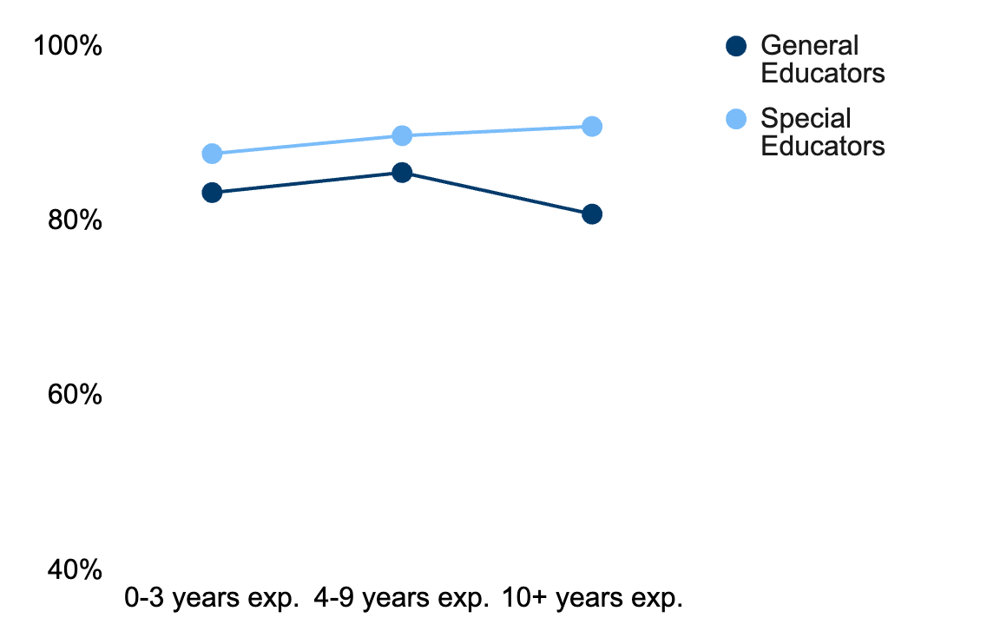 100%
80%
60%
40%
0-3 years exp. 4-9 years exp. 10+ years exp.
General
Educators
Special
Educators